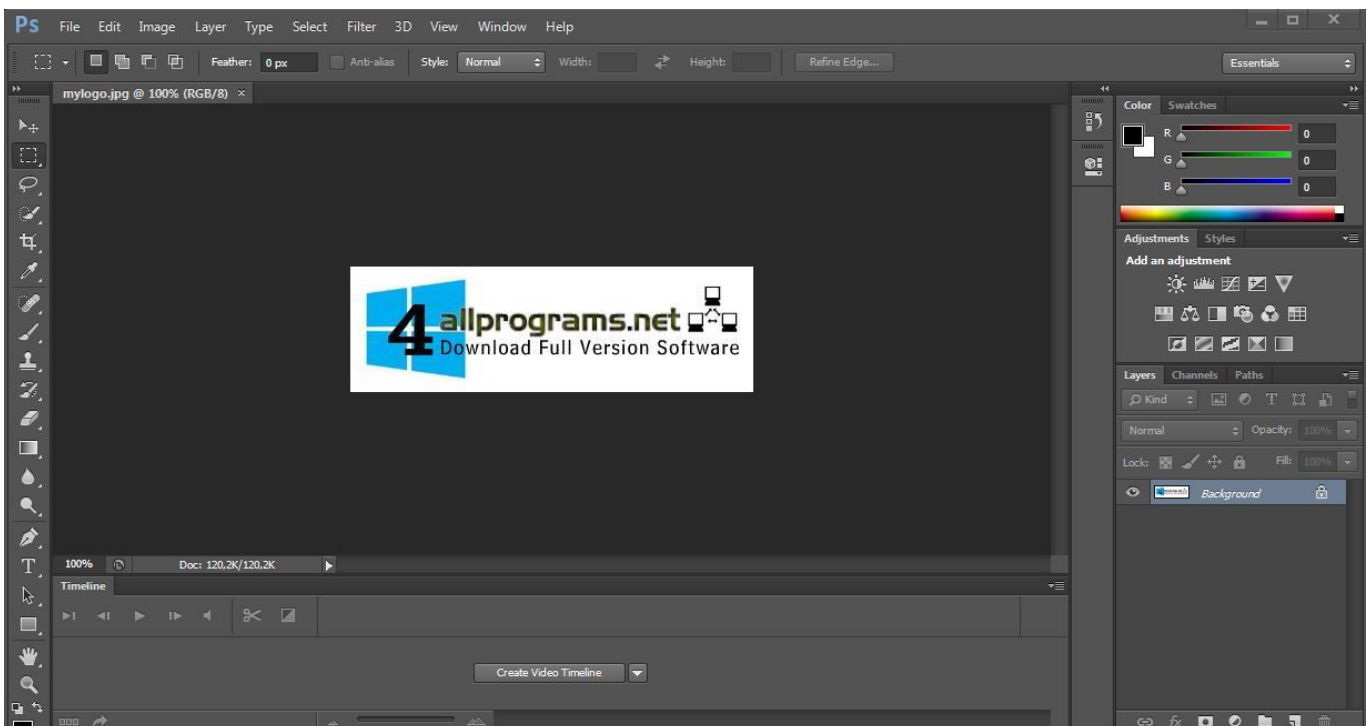 Ps File Edit Image Layer Type Select Filter 3D View Window Help
Feather: 0 px Anti-alias Style: Normal Width: Height: Refine Edge... Essentials
mylogo.jpg @ 100% (RGB/8) ×
Color Swatches
R 0
G 0
B 0
Adjustments Styles
Add an adjustment
4allprograms.net
Download Full Version Software
Layers Channels Paths
Kind T
Normal Opacity: 100%
Lock: Fill: 100%
Background
100% Doc: 120,2K/120,2K
Timeline
Create Video Timeline
fx